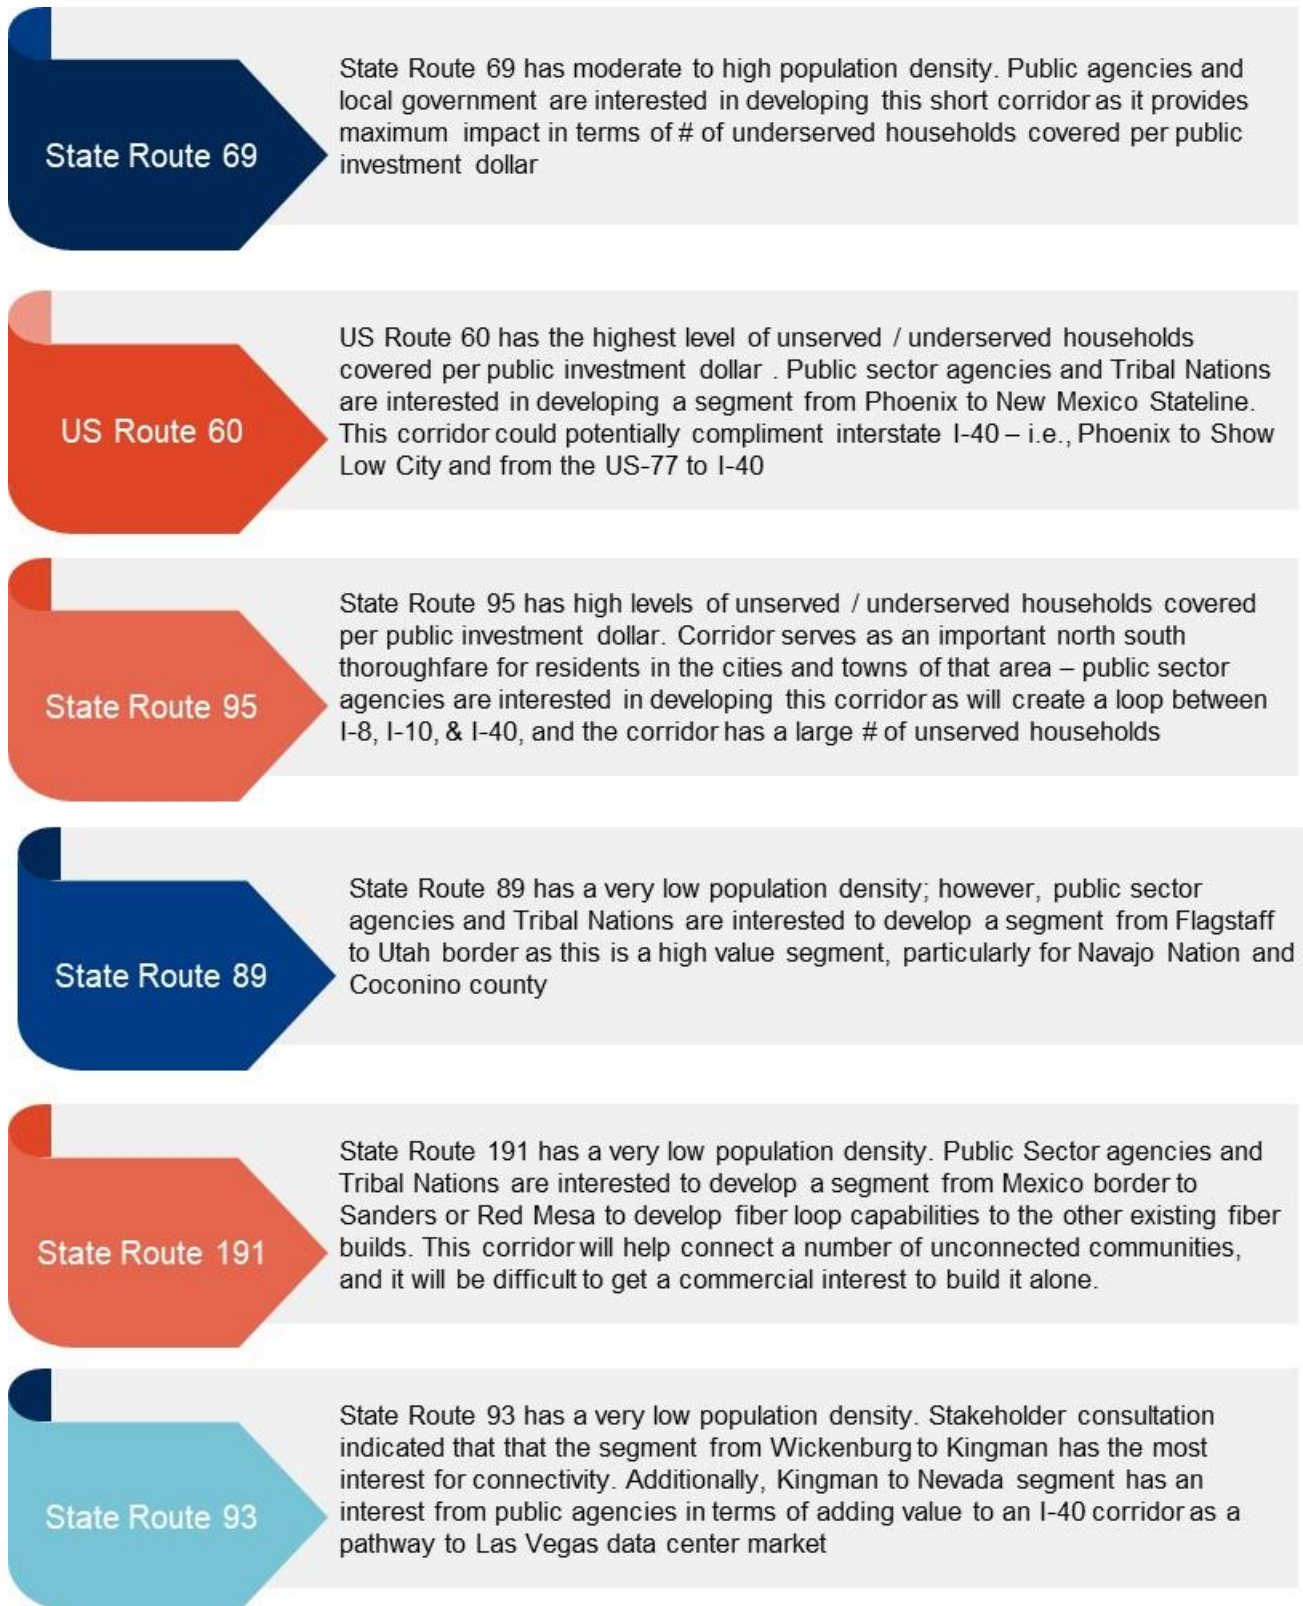 State Route 69
State Route 69 has moderate to high population density. Public agencies and
local government are interested in developing this short corridor as it provides
maximum impact in terms of # of underserved households covered per public
investment dollar
US Route 60
US Route 60 has the highest level of unserved / underserved households
covered per public investment dollar . Public sector agencies and Tribal Nations
are interested in developing a segment from Phoenix to New Mexico Stateline.
This corridor could potentially compliment interstate I-40 – i.e., Phoenix to Show
Low City and from the US-77 to I-40
State Route 95
State Route 95 has high levels of unserved / underserved households covered
per public investment dollar. Corridor serves as an important north south
thoroughfare for residents in the cities and towns of that area – public sector
agencies are interested in developing this corridor as will create a loop between
I-8, I-10, & I-40, and the corridor has a large # of unserved households
State Route 89
State Route 89 has a very low population density; however, public sector
agencies and Tribal Nations are interested to develop a segment from Flagstaff
to Utah border as this is a high value segment, particularly for Navajo Nation and
Coconino county
State Route 191
State Route 191 has a very low population density. Public Sector agencies and
Tribal Nations are interested to develop a segment from Mexico border to
Sanders or Red Mesa to develop fiber loop capabilities to the other existing fiber
builds. This corridor will help connect a number of unconnected communities,
and it will be difficult to get a commercial interest to build it alone.
State Route 93
State Route 93 has a very low population density. Stakeholder consultation
indicated that that the segment from Wickenburg to Kingman has the most
interest for connectivity. Additionally, Kingman to Nevada segment has an
interest from public agencies in terms of adding value to an I-40 corridor as a
pathway to Las Vegas data center market